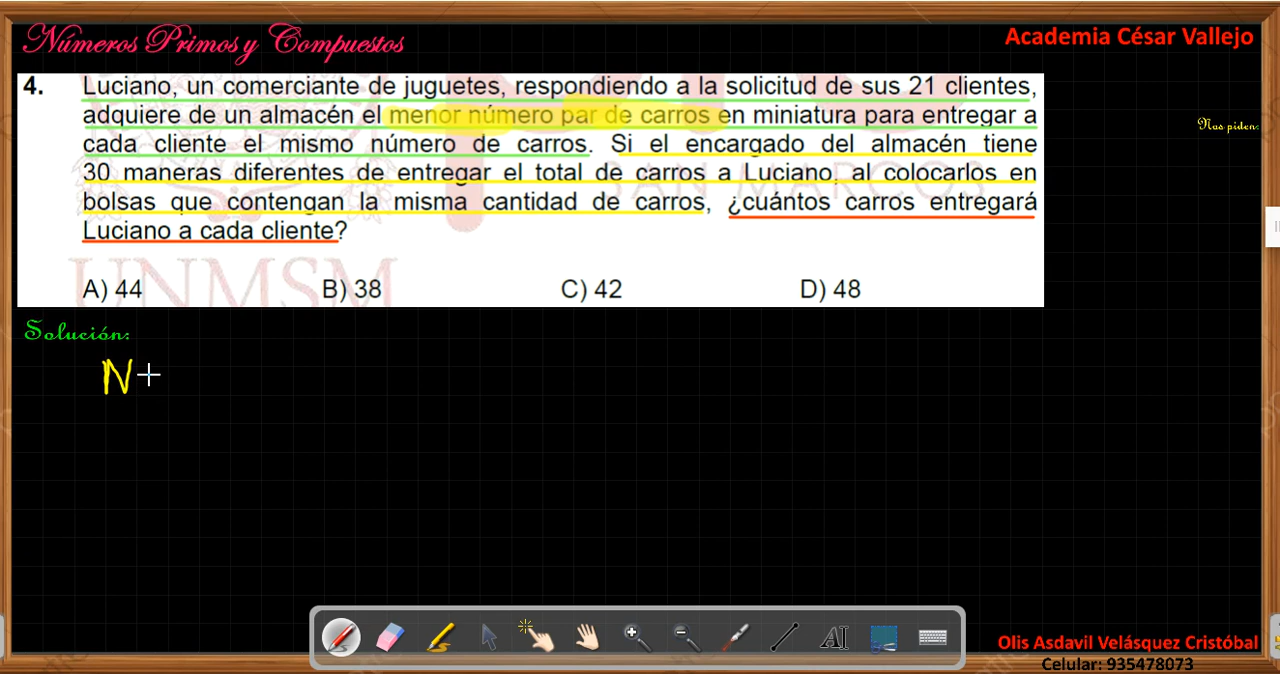 Números Primos y Compuestos
Academia César Vallejo
4. Luciano, un comerciante de juguetes, respondiendo a la solicitud de sus 21 clientes,
adquiere de un almacén el menor número par de carros en miniatura para entregar a
cada cliente el mismo número de carros. Si el encargado del almacén tiene
30 maneras diferentes de entregar el total de carros a Luciano, al colocarlos en
bolsas que contengan la misma cantidad de carros, ¿cuántos carros entregará
Luciano a cada cliente?
Nos piden:
SAN MARCOS
UNMSM
A) 44 B) 38 C) 42 D) 48
Solución:
N
AI
Olis Asdavil Velásquez Cristóbal
Celular: 935478073